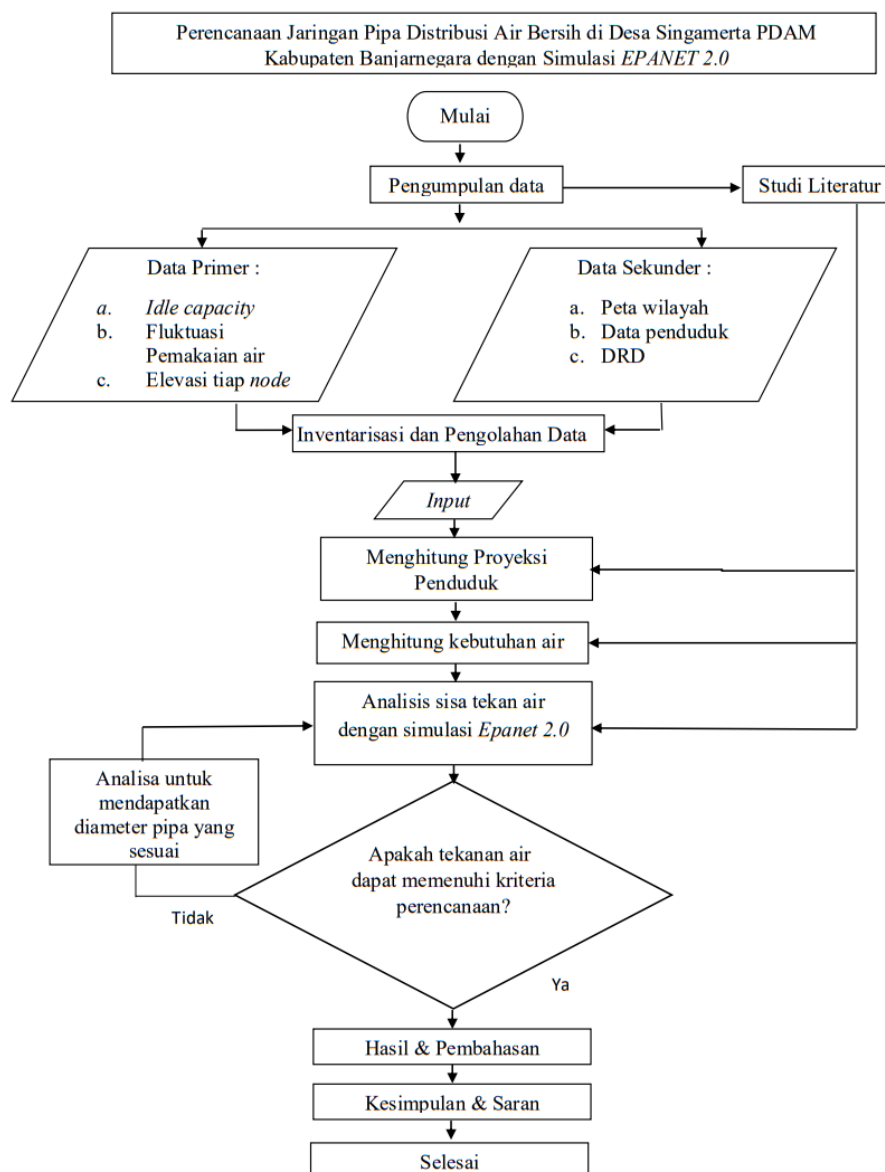 Perencanaan Jaringan Pipa Distribusi Air Bersih di Desa Singamerta PDAM
Kabupaten Banjarnegara dengan Simulasi EPANET 2.0
Mulai
Pengumpulan data
Studi Literatur
Data Primer :
a. Idle capacity
b. Fluktuasi
Pemakaian air
c. Elevasi tiap node
Data Sekunder :
a. Peta wilayah
b. Data penduduk
c. DRD
Inventarisasi dan Pengolahan Data
Input
Menghitung Proyeksi
Penduduk
Menghitung kebutuhan air
Analisis sisa tekan air
dengan simulasi Epanet 2.0
Analisa untuk
mendapatkan
diameter pipa yang
sesuai
Apakah tekanan air
dapat memenuhi kriteria
perencanaan?
Tidak
Ya
Hasil & Pembahasan
Kesimpulan & Saran
Selesai